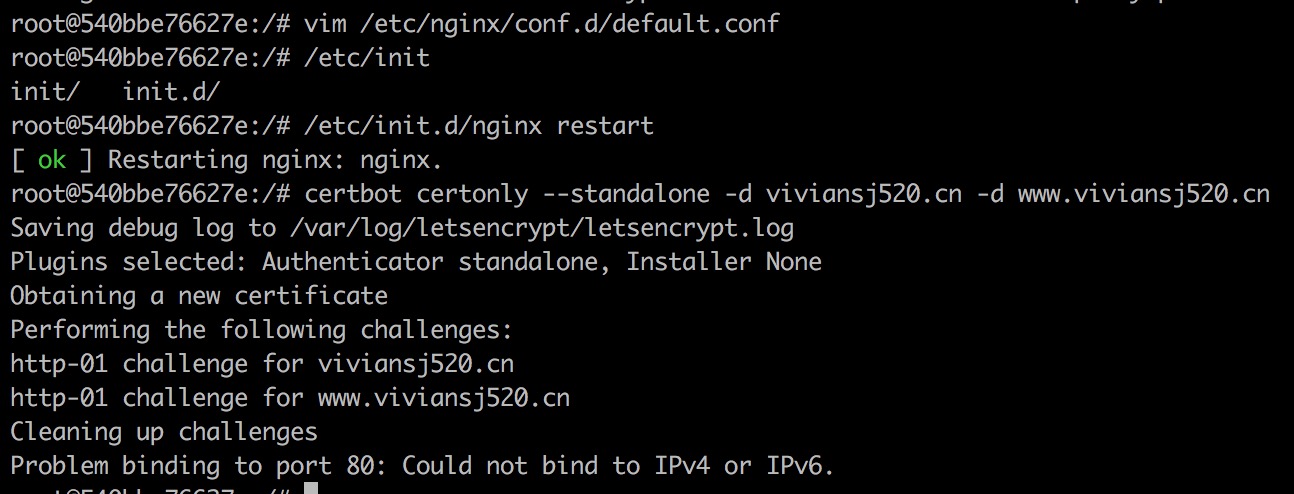 root@540bbe76627e:/# vim /etc/nginx/conf.d/default.conf
root@540bbe76627e:/# /etc/init
init/ init.d/
root@540bbe76627e:/# /etc/init.d/nginx restart
[ ok ] Restarting nginx: nginx.
root@540bbe76627e:/# certbot certonly --standalone -d viviansj520.cn -d www.viviansj520.cn
Saving debug log to /var/log/letsencrypt/letsencrypt.log
Plugins selected: Authenticator standalone, Installer None
Obtaining a new certificate
Performing the following challenges:
http-01 challenge for viviansj520.cn
http-01 challenge for www.viviansj520.cn
Cleaning up challenges
Problem binding to port 80: Could not bind to IPv4 or IPv6.
root@540bbe76627e:/#